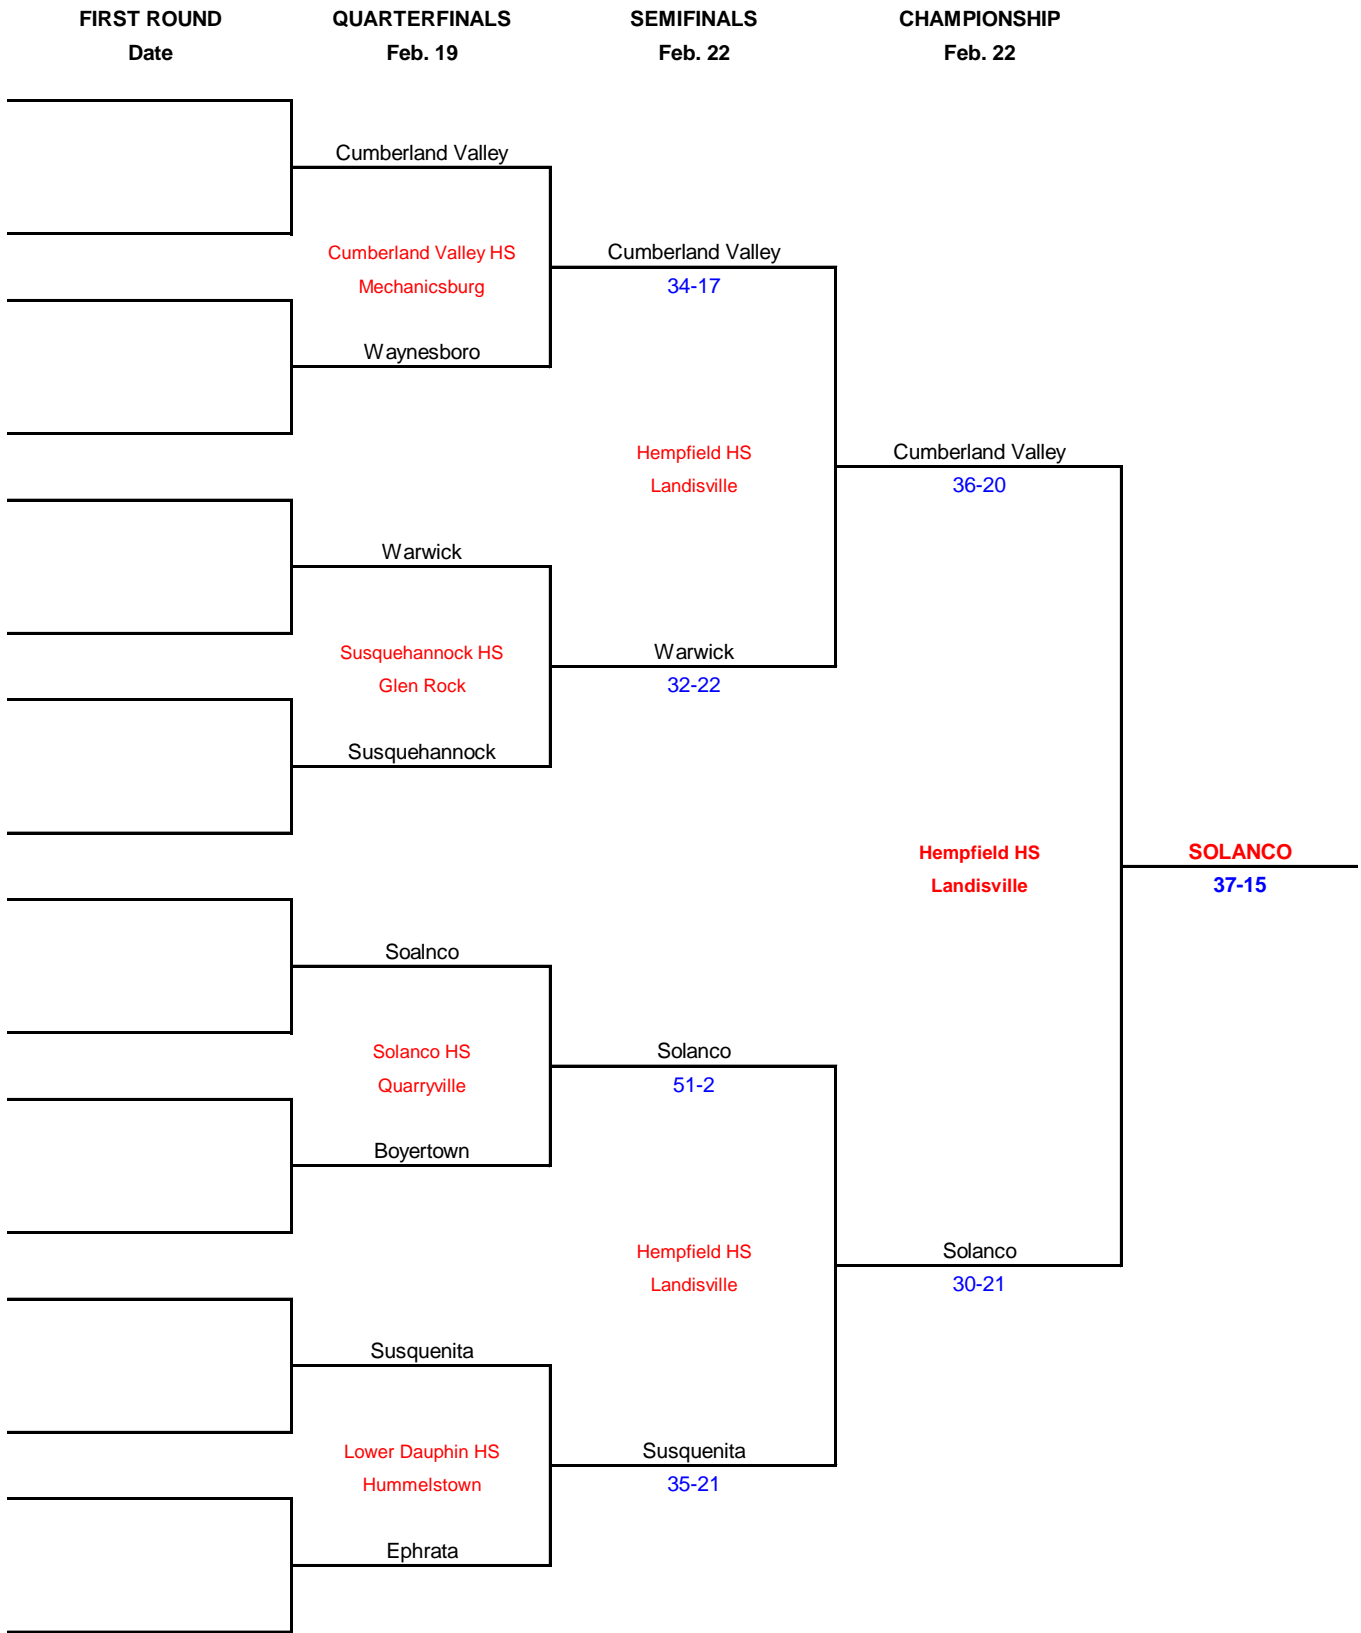 FIRST ROUND QUARTERFINALS SEMIFINALS CHAMPIONSHIP
Date Feb. 19 Feb. 22 Feb. 22
Cumberland Valley
Cumberland Valley HS Cumberland Valley
Mechanicsburg 34-17
Waynesboro
Hempfield HS Cumberland Valley
Landisville 36-20
Warwick
Susquehannock HS Warwick
Glen Rock 32-22
Susquehannock
Hempfield HS SOLANCO
Landisville 37-15
Soalnco
Solanco HS Solanco
Quarryville 51-2
Boyertown
Hempfield HS Solanco
Landisville 30-21
Susquenita
Lower Dauphin HS Susquenita
Hummelstown 35-21
Ephrata